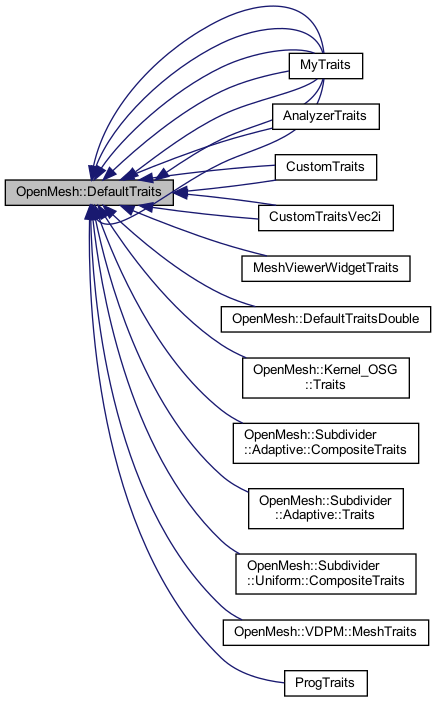 MyTraits
AnalyzerTraits
CustomTraits
OpenMesh::DefaultTraits
CustomTraitsVec2i
MeshViewerWidgetTraits
OpenMesh::DefaultTraitsDouble
OpenMesh::Kernel_OSG
::Traits
OpenMesh::Subdivider
::Adaptive::CompositeTraits
OpenMesh::Subdivider
::Adaptive::Traits
OpenMesh::Subdivider
::Uniform::CompositeTraits
OpenMesh::VDPM::MeshTraits
ProgTraits